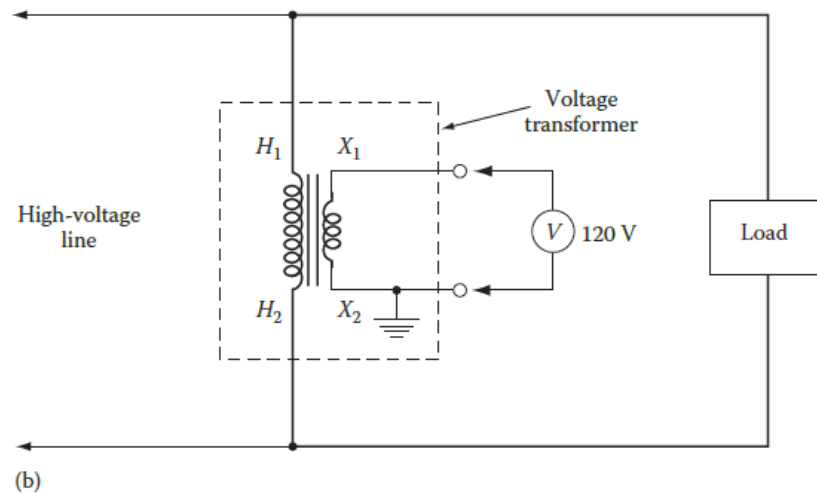 Voltage
transformer
H1 X1
High-voltage
line
V 120 V
Load
H2 X2
(b)